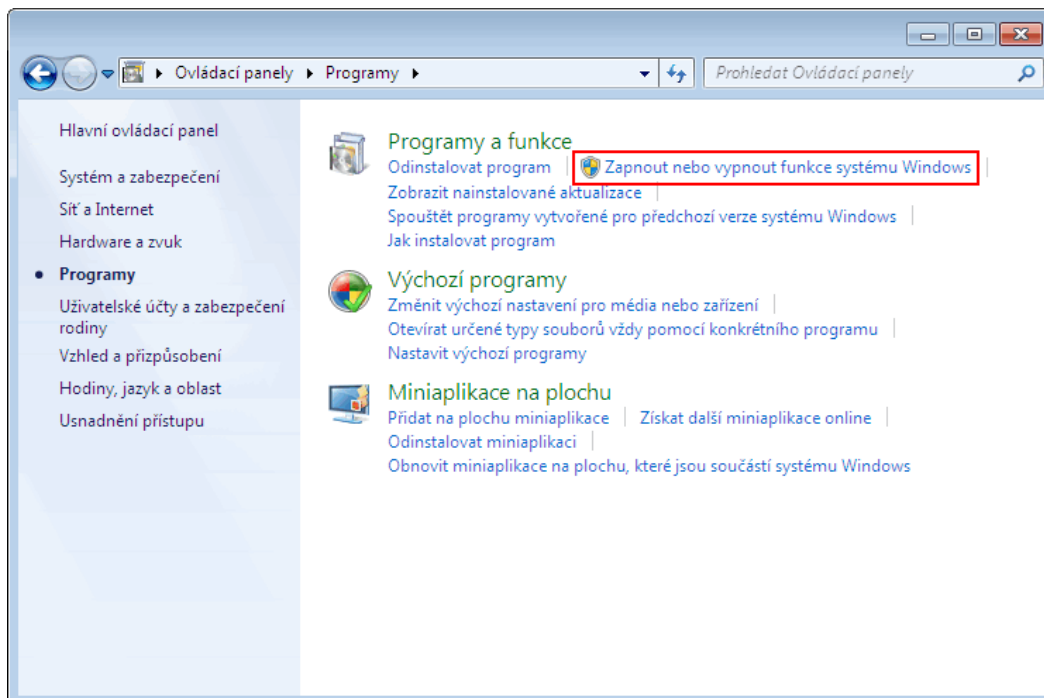 Ovládací panely Programy
Prohledat Ovládací panely
Hlavní ovládací panel
Systém a zabezpečení
Síť a Internet
Hardware a zvuk
Programy
Uživatelské účty a zabezpečení
rodiny
Vzhled a přizpůsobení
Hodiny, jazyk a oblast
Usnadnění přístupu
Programy a funkce
Odinstalovat program Zapnout nebo vypnout funkce systému Windows
Zobrazit nainstalované aktualizace
Spouštět programy vytvořené pro předchozí verze systému Windows
Jak instalovat program
Výchozí programy
Změnit výchozí nastavení pro média nebo zařízení
Otevírat určené typy souborů vždy pomocí konkrétního programu
Nastavit výchozí programy
Miniaplikace na plochu
Přidat na plochu miniaplikace Získat další miniaplikace online
Odinstalovat miniaplikaci
Obnovit miniaplikace na plochu, které jsou součástí systému Windows